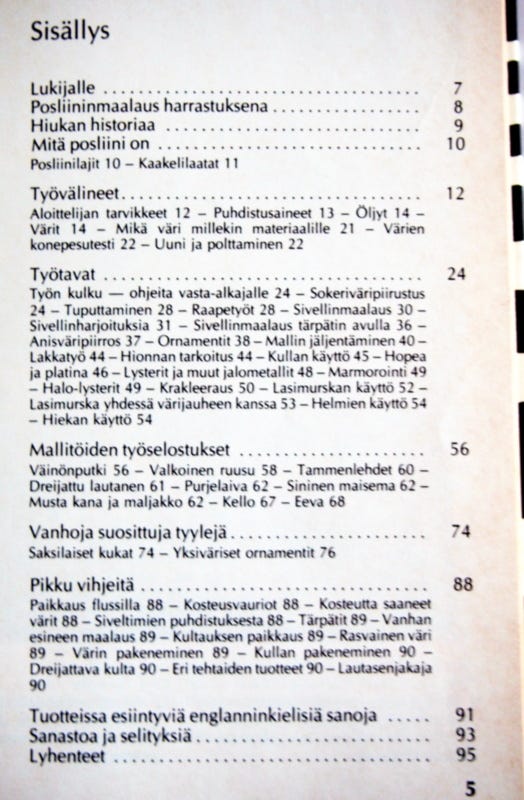 Sisällys
Lukijalle ........................................ 7
Posliininmaalaus harrastuksena ................... 8
Hiukan historiaa ................................. 9
Mitä posliini on ................................. 10
Posliinilajit 10 – Kaakelilaatat 11
Työvälineet ...................................... 12
Aloittelijan tarvikkeet 12 – Puhdistusaineet 13 – Öljyt 14 –
Värit 14 – Mikä väri millekin materiaalille 21 – Värien
konepesutesti 22 – Uuni ja polttaminen 22
Työtavat ......................................... 24
Työn kulku — ohjeita vasta-alkajalle 24 – Sokeriväripiirustus
24 – Tuputtaminen 28 – Raapetyöt 28 – Sivellinmaalaus 30 –
Sivellinharjoituksia 31 – Sivellinmaalaus tärpätin avulla 36 –
Anisväripiirros 37 – Ornamentit 38 – Mallin jäljentäminen 40 –
Lakkatyö 44 – Hionnan tarkoitus 44 – Kullan käyttö 45 – Hopea
ja platina 46 – Lysterit ja muut jalometallit 48 – Marmorointi 49
– Halo-lysterit 49 – Krakleeraus 50 – Lasimurskan käyttö 52 –
Lasimurska yhdessä värijauheen kanssa 53 – Helmien käyttö 54
– Hiekan käyttö 54
Mallitöiden työselostukset ....................... 56
Väinönputki 56 – Valkoinen ruusu 58 – Tammenlehdet 60 –
Dreijattu lautanen 61 – Purjelaiva 62 – Sininen maisema 62 –
Musta kana ja maljakko 62 – Kello 67 – Eeva 68
Vanhoja suosittuja tyylejä ....................... 74
Saksilaiset kukat 74 – Yksiväriset ornamentit 76
Pikku vihjeitä ................................... 88
Paikkaus flussilla 88 – Kosteusvauriot 88 – Kosteutta saaneet
värit 88 – Siveltimien puhdistuksesta 88 – Tärpätit 89 – Vanhan
esineen maalaus 89 – Kultauksen paikkaus 89 – Rasvainen väri
89 – Värin pakeneminen 89 – Kullan pakeneminen 90 –
Dreijattava kulta 90 – Eri tehtaiden tuotteet 90 – Lautasenjakaja
90
Tuotteissa esiintyviä englanninkielisiä sanoja ..... 91
Sanastoa ja selityksiä ........................... 93
Lyhenteet ........................................ 95
5